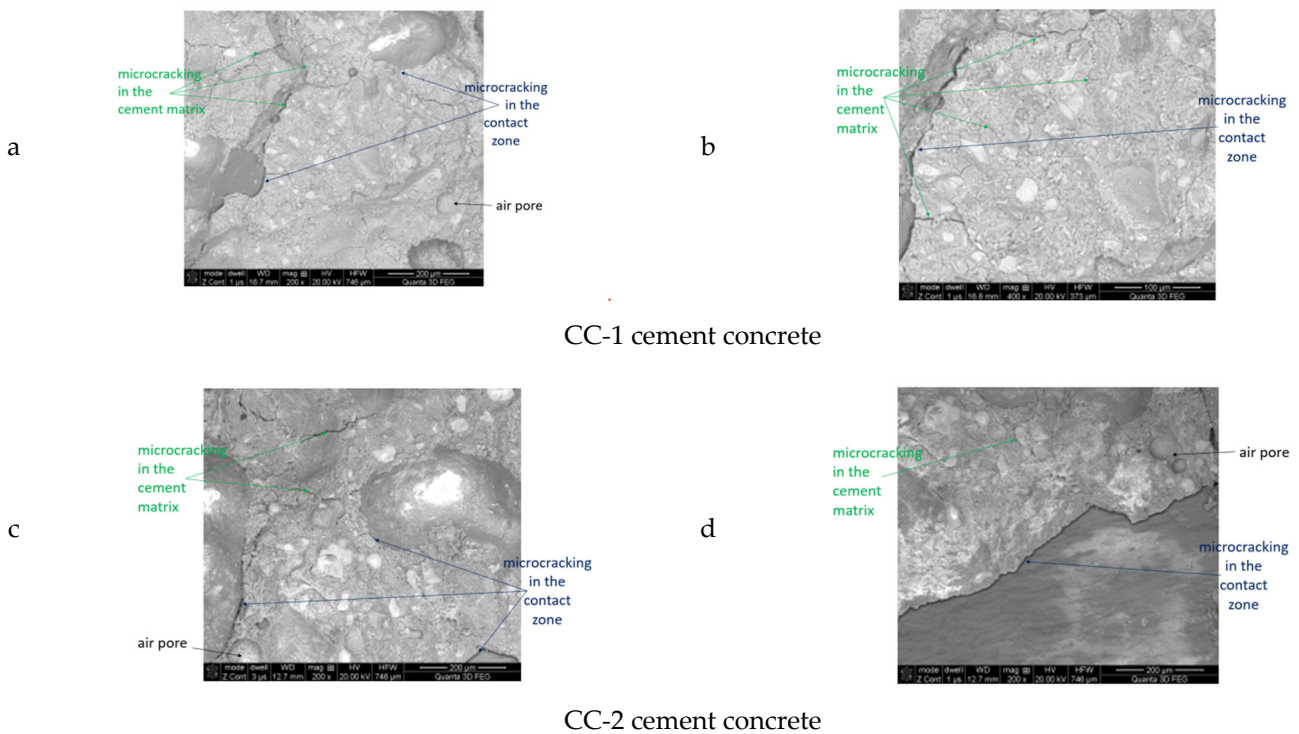 microcracking
in the
cement matrix
microcracking
in the
contact
zone
air pore
a
mode dwell WD mag HV HFW 200 µm
Z Cont 1 µs 16.7 mm 200 x 20.00 kV 746 µm Quanta 3D FEG
microcracking
in the
cement
matrix
microcracking
in the
contact
zone
b
mode dwell WD mag HV HFW 100 µm
Z Cont 1 µs 16.8 mm 400 x 20.00 kV 373 µm Quanta 3D FEG
CC-1 cement concrete
microcracking
in the
cement
matrix
microcracking
in the
contact
zone
air pore
c
mode dwell WD mag HV HFW 200 µm
Z Cont 3 µs 12.7 mm 200 x 20.00 kV 746 µm Quanta 3D FEG
microcracking
in the
cement
matrix
air pore
microcracking
in the
contact
zone
d
mode dwell WD mag HV HFW 200 µm
Z Cont 1 µs 12.7 mm 200 x 20.00 kV 746 µm Quanta 3D FEG
CC-2 cement concrete